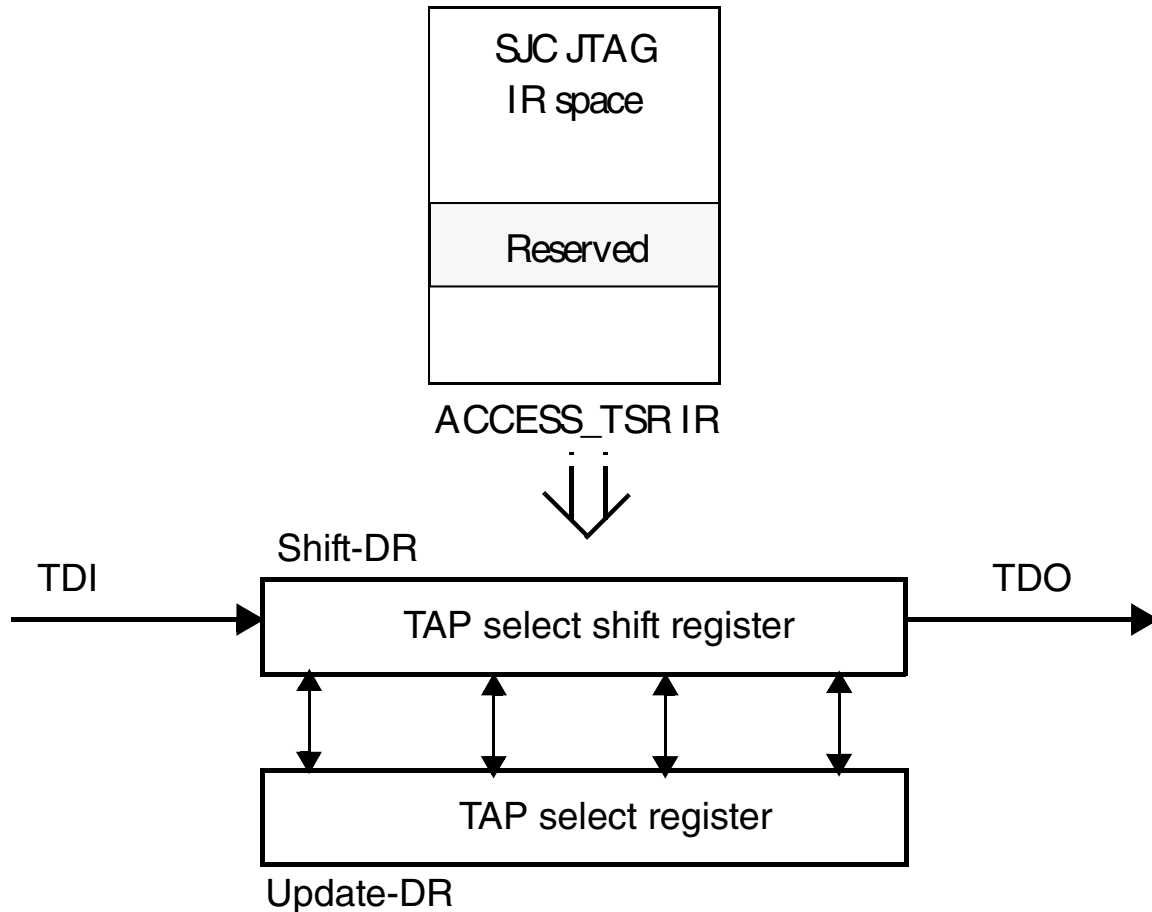 SJC JTAG
IR space
Reserved
ACCESS_TSR IR
Shift-DR
TDI
TDO
TAP select shift register
TAP select register
Update-DR